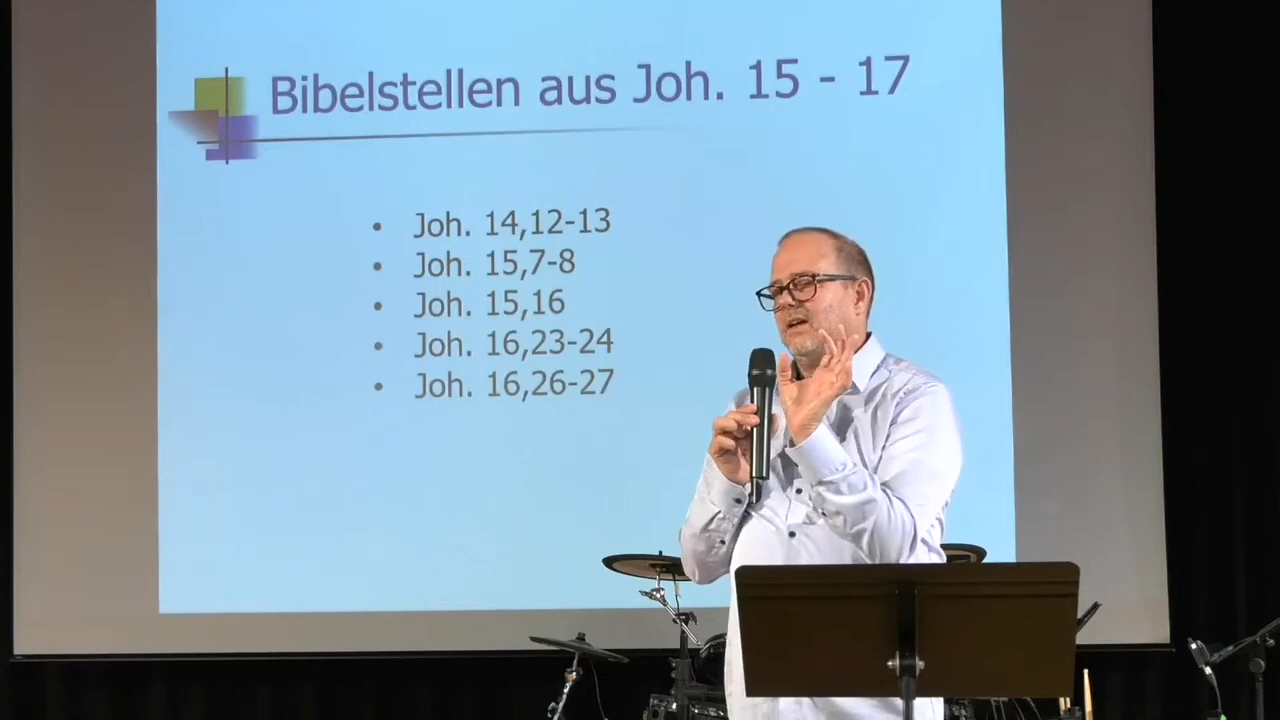 Bibelstellen aus Joh. 15 - 17
• Joh. 14,12-13
• Joh. 15,7-8
• Joh. 15,16
• Joh. 16,23-24
• Joh. 16,26-27